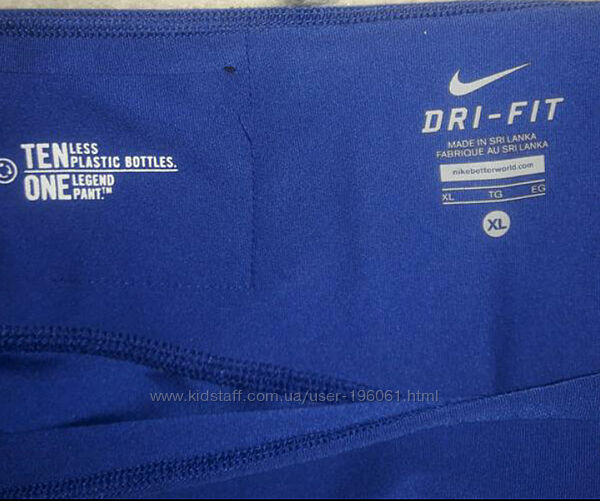 TEN LESS
PLASTIC BOTTLES.
ONE LEGEND
PANT.™
DRI-FIT
MADE IN SRI LANKA
FABRIQUE AU SRI LANKA
nikebetterworld.com
XL TG EG
XL
www.kidstaff.com.ua/user-196061.html